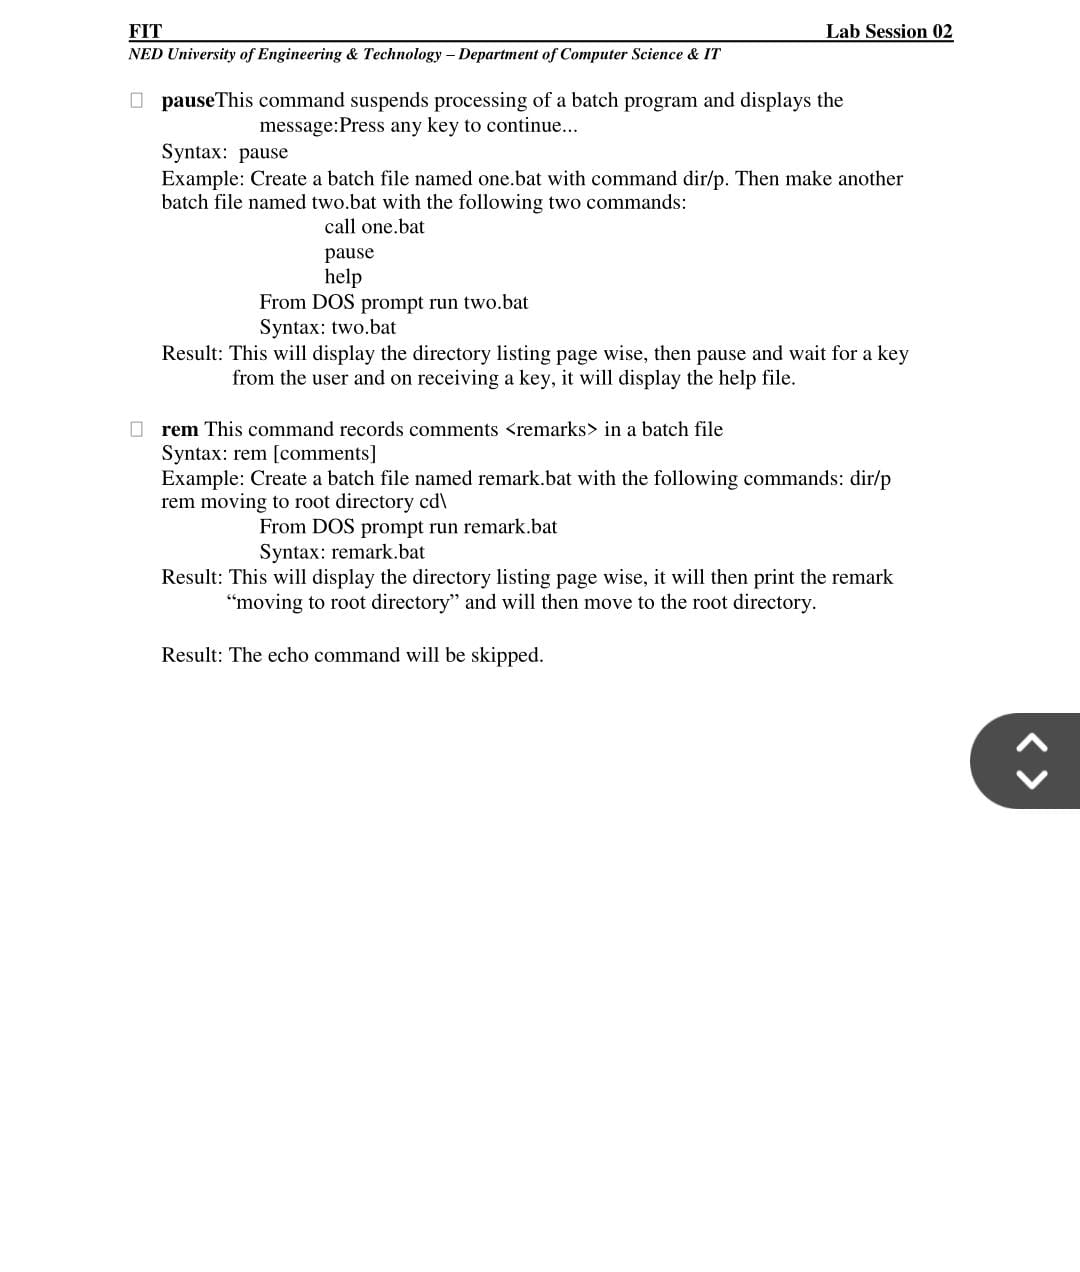 FIT Lab Session 02
NED University of Engineering & Technology – Department of Computer Science & IT
pauseThis command suspends processing of a batch program and displays the
message:Press any key to continue...
Syntax: pause
Example: Create a batch file named one.bat with command dir/p. Then make another
batch file named two.bat with the following two commands:
call one.bat
pause
help
From DOS prompt run two.bat
Syntax: two.bat
Result: This will display the directory listing page wise, then pause and wait for a key
from the user and on receiving a key, it will display the help file.
rem This command records comments <remarks> in a batch file
Syntax: rem [comments]
Example: Create a batch file named remark.bat with the following commands: dir/p
rem moving to root directory cd\
From DOS prompt run remark.bat
Syntax: remark.bat
Result: This will display the directory listing page wise, it will then print the remark
“moving to root directory” and will then move to the root directory.
Result: The echo command will be skipped.